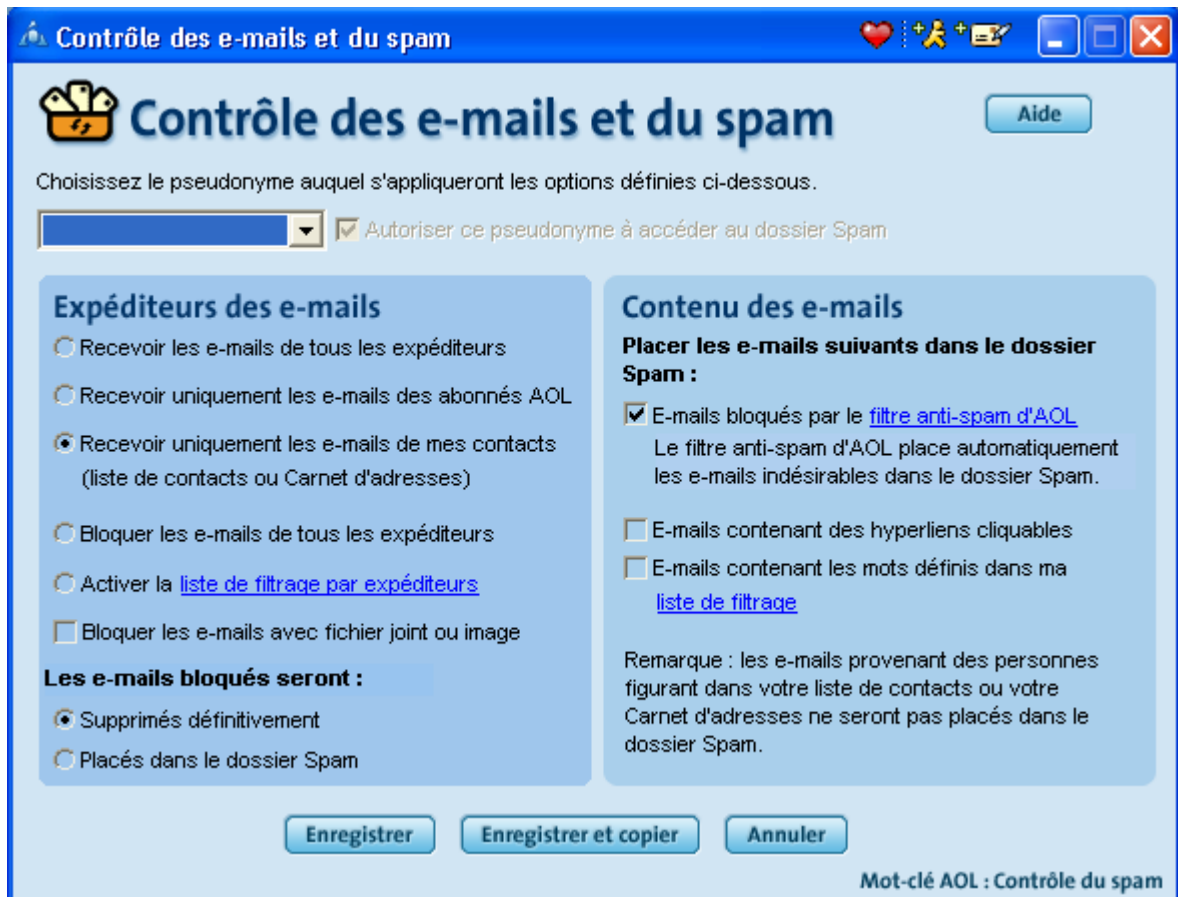 Contrôle des e-mails et du spam
Contrôle des e-mails et du spam
Aide
Choisissez le pseudonyme auquel s'appliqueront les options définies ci-dessous.
Autoriser ce pseudonyme à accéder au dossier Spam
Expéditeurs des e-mails
Recevoir les e-mails de tous les expéditeurs
Recevoir uniquement les e-mails des abonnés AOL
Recevoir uniquement les e-mails de mes contacts
(liste de contacts ou Carnet d'adresses)
Bloquer les e-mails de tous les expéditeurs
Activer la liste de filtrage par expéditeurs
Bloquer les e-mails avec fichier joint ou image
Les e-mails bloqués seront :
Supprimés définitivement
Placés dans le dossier Spam
Contenu des e-mails
Placer les e-mails suivants dans le dossier
Spam :
E-mails bloqués par le filtre anti-spam d'AOL
Le filtre anti-spam d'AOL place automatiquement
les e-mails indésirables dans le dossier Spam.
E-mails contenant des hyperliens cliquables
E-mails contenant les mots définis dans ma
liste de filtrage
Remarque : les e-mails provenant des personnes
figurant dans votre liste de contacts ou votre
Carnet d'adresses ne seront pas placés dans le
dossier Spam.
Enregistrer
Enregistrer et copier
Annuler
Mot-clé AOL : Contrôle du spam